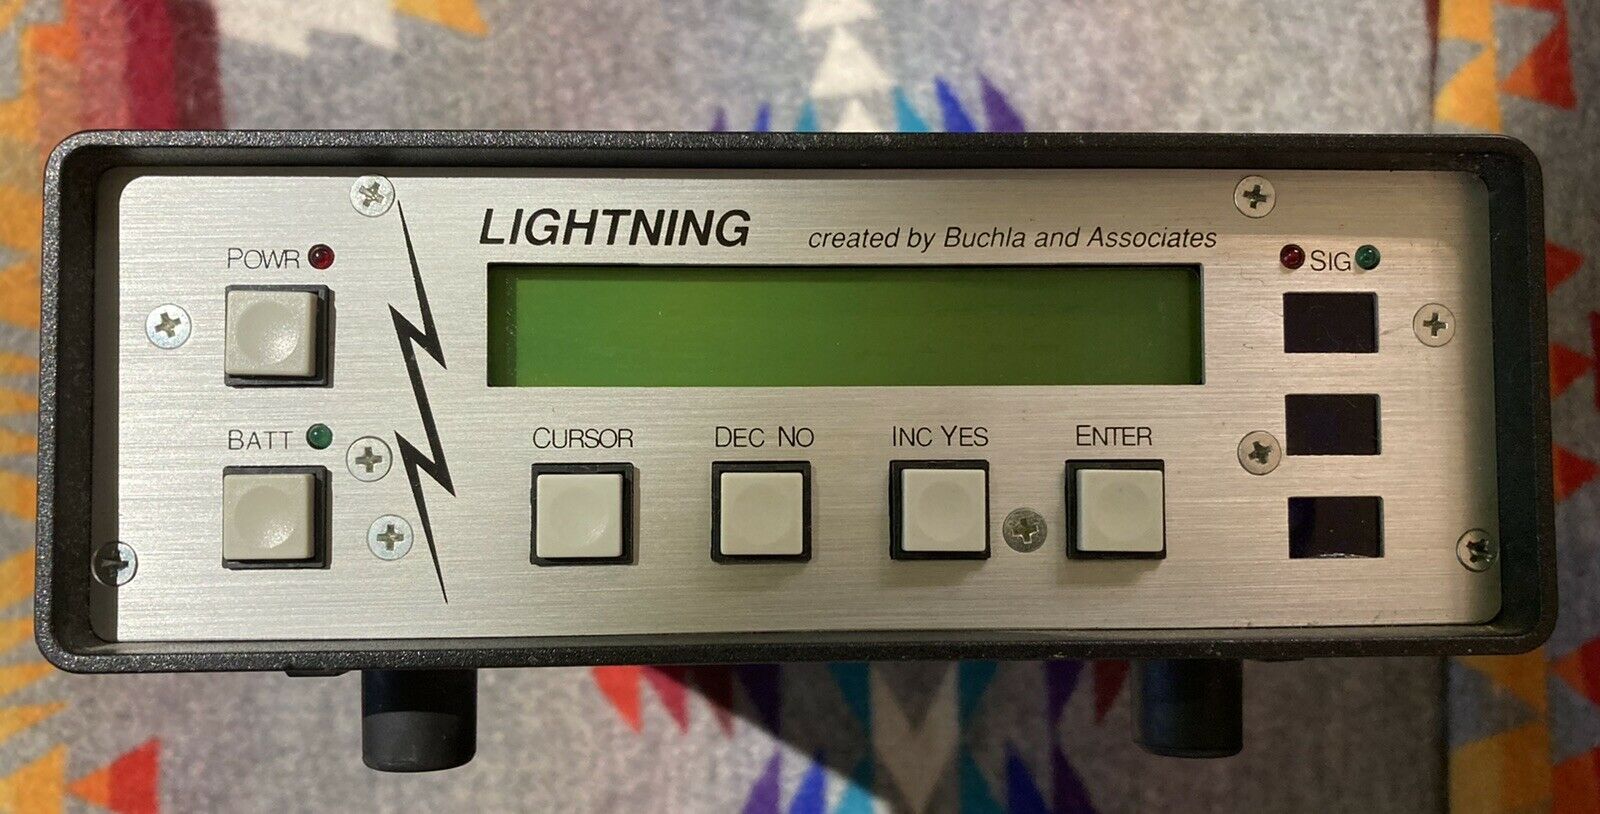 LIGHTNING
created by Buchla and Associates
POWR
SIG
BATT
CURSOR
DEC NO
INC YES
ENTER